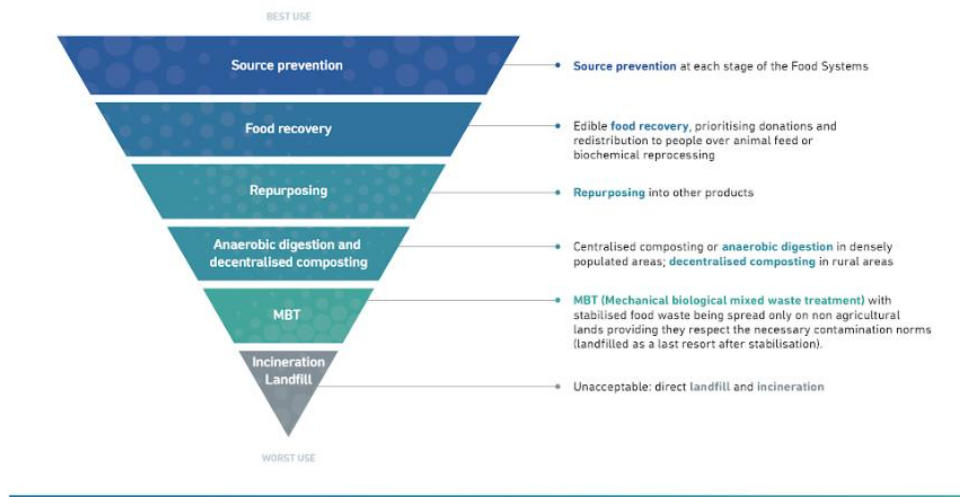 BEST USE
Source prevention
Source prevention at each stage of the Food Systems
Food recovery
Edible food recovery, prioritising donations and
redistribution to people over animal feed or
biochemical reprocessing
Repurposing
Repurposing into other products
Anaerobic digestion and
decentralised composting
Centralised composting or anaerobic digestion in densely
populated areas; decentralised composting in rural areas
MBT
MBT (Mechanical biological mixed waste treatment) with
stabilised food waste being spread only on non agricultural
lands providing they respect the necessary contamination norms
(landfilled as a last resort after stabilisation).
Incineration
Landfill
Unacceptable: direct landfill and incineration
WORST USE